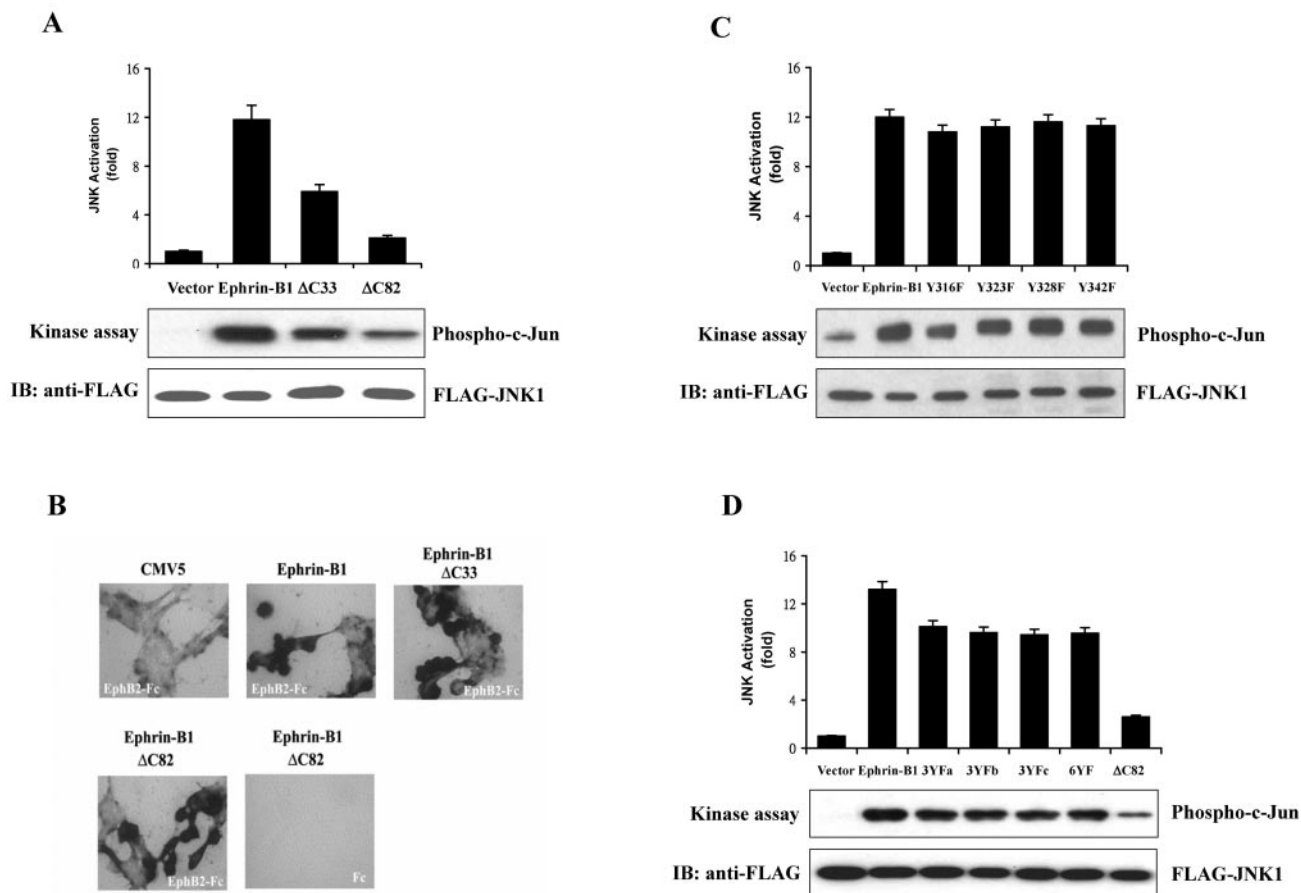 A
16
12
8
4
0
JNK Activation
(fold)
Vector Ephrin-B1 ΔC33 ΔC82
Kinase assay
Phospho-c-Jun
IB: anti-FLAG
FLAG-JNK1
B
CMV5
Ephrin-B1
Ephrin-B1
ΔC33
EphB2-Fc
EphB2-Fc
EphB2-Fc
Ephrin-B1
ΔC82
Ephrin-B1
ΔC82
EphB2-Fc
Fc
C
16
12
8
4
0
JNK Activation
(fold)
Vector Ephrin-B1 Y316F Y323F Y328F Y342F
Kinase assay
Phospho-c-Jun
IB: anti-FLAG
FLAG-JNK1
D
16
12
8
4
0
JNK Activation
(fold)
Vector Ephrin-B1 3YFa 3YFb 3YFc 6YF ΔC82
Kinase assay
Phospho-c-Jun
IB: anti-FLAG
FLAG-JNK1